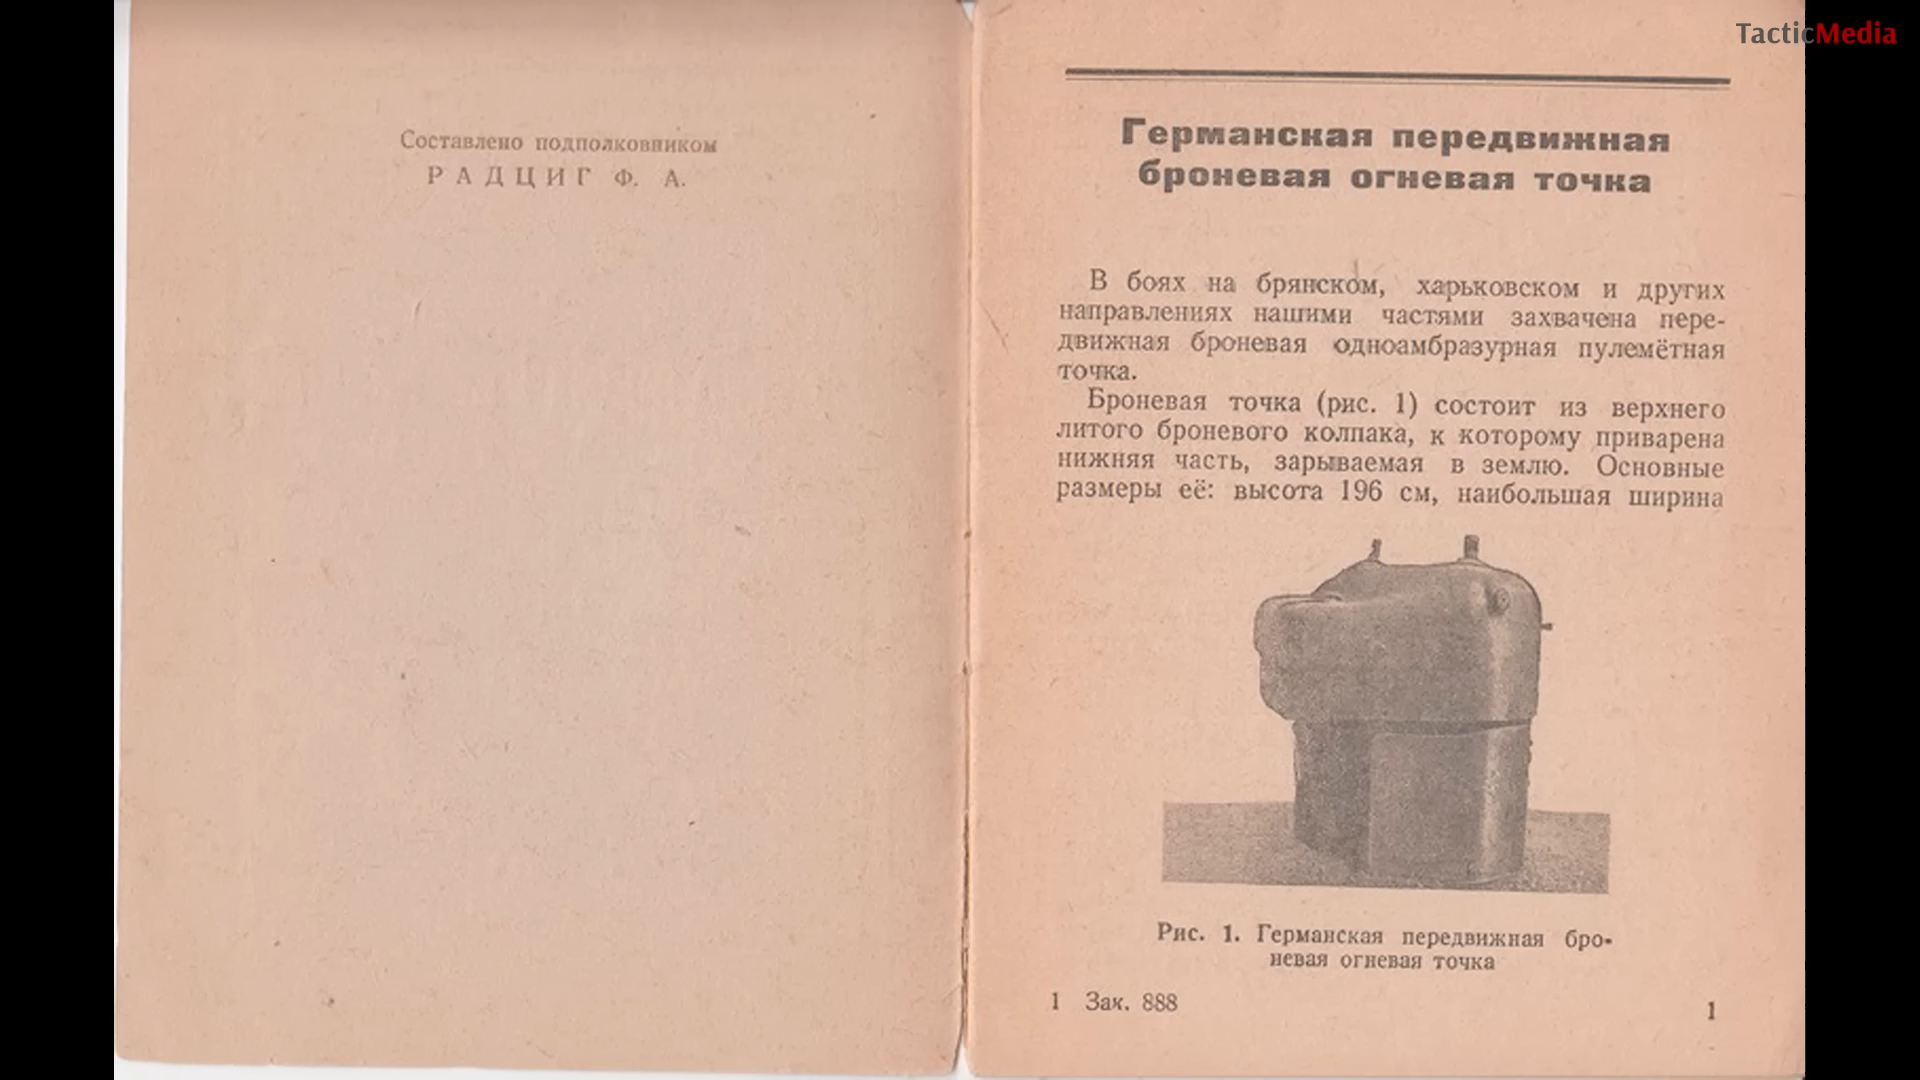 TacticMedia
Составлено подполковником
РАДЦИГ Ф. А.
Германская передвижная
броневая огневая точка
В боях на брянском, харьковском и других
направлениях нашими частями захвачена пере-
движная броневая одноамбразурная пулемётная
точка.
Броневая точка (рис. 1) состоит из верхнего
литого броневого колпака, к которому приварена
нижняя часть, зарываемая в землю. Основные
размеры её: высота 196 см, наибольшая ширина
Рис. 1. Германская передвижная бро-
невая огневая точка
1 Зак. 888
1